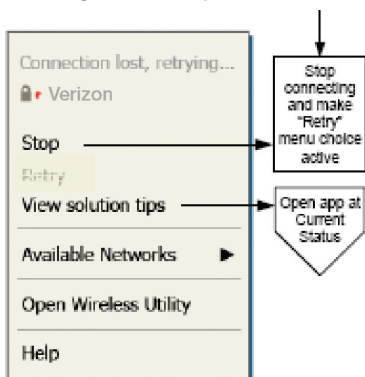 Connection lost, retrying...
Verizon
Stop
Retry
View solution tips
Available Networks
Open Wireless Utility
Help
Stop
connecting
and make
"Retry"
menu choice
active
Open app at
Current
Status